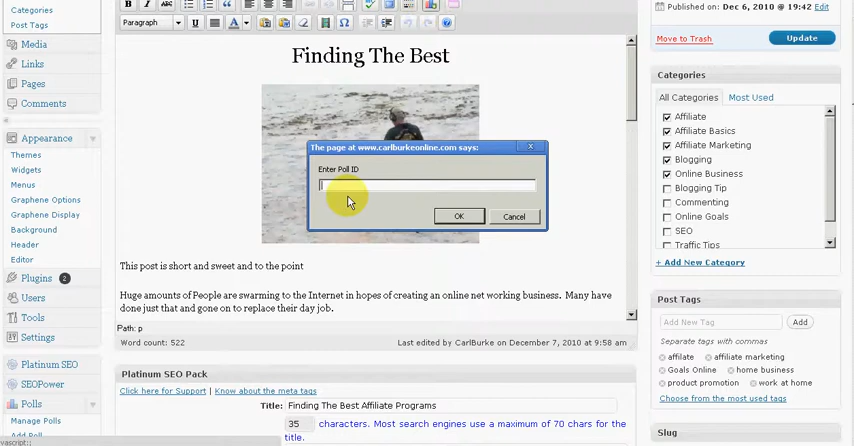 Categories
Post Tags
Media
Links
Pages
Comments
Appearance
Themes
Widgets
Menus
Graphene Options
Graphene Display
Background
Header
Editor
Plugins 2
Users
Tools
Settings
Platinum SEO
SEOPower
Polls
Manage Polls
Add Poll
vascript:;
B I ABC
Paragraph U A Ω
Finding The Best
The page at www.carlburkeonline.com says:
Enter Poll ID
OK Cancel
This post is short and sweet and to the point
Huge amounts of People are swarming to the Internet in hopes of creating an online net working business. Many have
done just that and gone on to replace their day job.
Path: p
Word count: 522 Last edited by CarlBurke on December 7, 2010 at 9:58 am
Platinum SEO Pack
Click here for Support | Know about the meta tags
Title: Finding The Best Affiliate Programs
35 characters. Most search engines use a maximum of 70 chars for the
title.
Published on: Dec 6, 2010 @ 19:42 Edit
Move to Trash Update
Categories
All Categories Most Used
Affiliate
Affiliate Basics
Affiliate Marketing
Blogging
Online Business
Blogging Tip
Commenting
Online Goals
SEO
Traffic Tips
+ Add New Category
Post Tags
Add New Tag Add
Separate tags with commas
affilate affiliate marketing
Goals Online home business
product promotion work at home
Choose from the most used tags
Slug